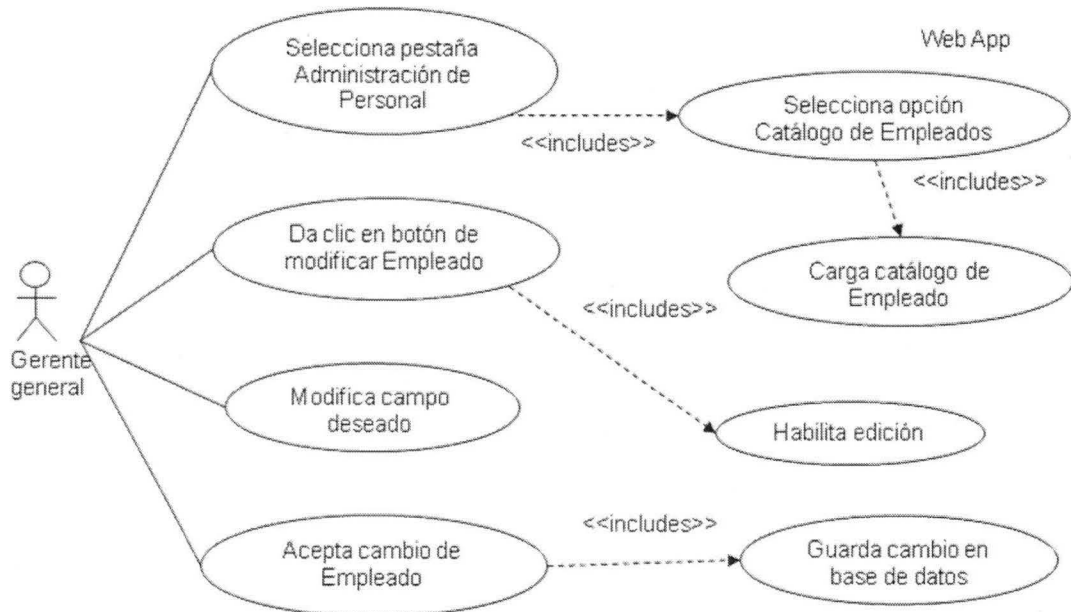 Selecciona pestaña
Administración de
Personal
Web App
Selecciona opción
Catálogo de Empleados
<<includes>>
<<includes>>
Da clic en botón de
modificar Empleado
Carga catálogo de
Empleado
<<includes>>
Gerente
general
Modifica campo
deseado
Habilita edición
<<includes>>
Acepta cambio de
Empleado
Guarda cambio en
base de datos